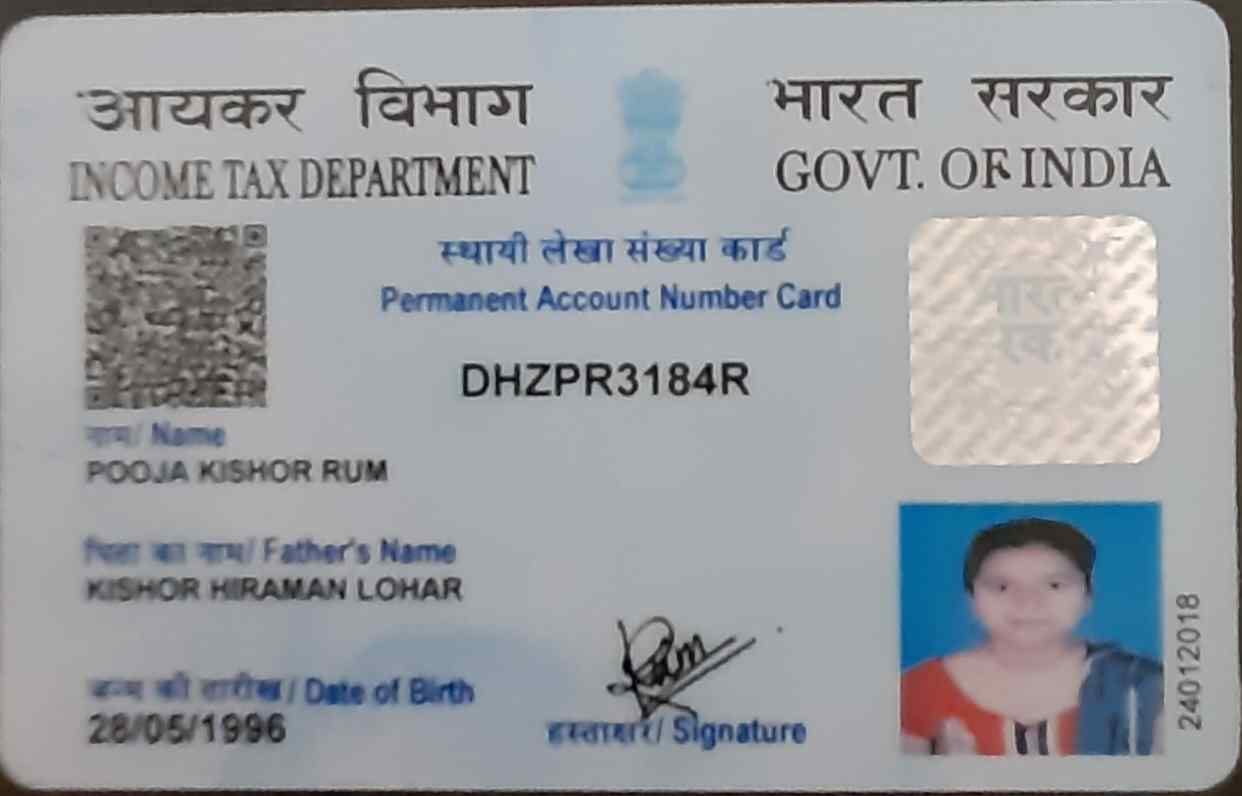 आयकर विभाग
INCOME TAX DEPARTMENT
भारत सरकार
GOVT. OF INDIA
स्थायी लेखा संख्या कार्ड
Permanent Account Number Card
DHZPR3184R
नाम/ Name
POOJA KISHOR RUM
पिता का नाम/ Father's Name
KISHOR HIRAMAN LOHAR
जन्म की तारीख/ Date of Birth
28/05/1996
हस्ताक्षर/ Signature
24012018